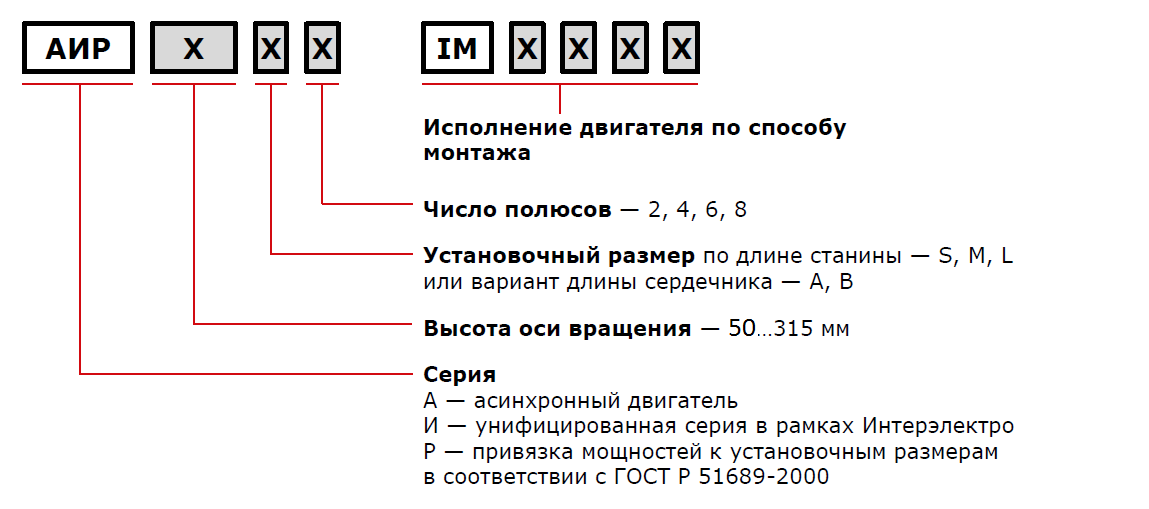 АИР X X X IM X X X X
Исполнение двигателя по способу
монтажа
Число полюсов — 2, 4, 6, 8
Установочный размер по длине станины — S, M, L
или вариант длины сердечника — А, В
Высота оси вращения — 50...315 мм
Серия
А — асинхронный двигатель
И — унифицированная серия в рамках Интерэлектро
Р — привязка мощностей к установочным размерам
в соответствии с ГОСТ Р 51689-2000